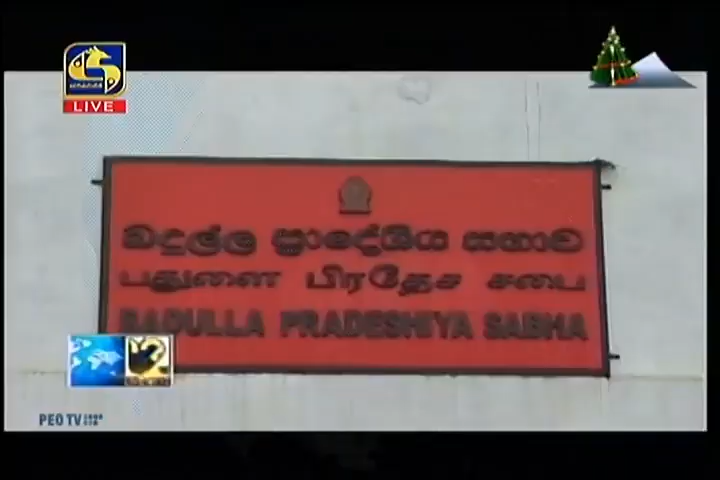 LIVE
බදුල්ල ප්‍රාදේශීය සභාව
பதுளை பிரதேச சபை
BADULLA PRADESHIYA SABHA
PEO TV